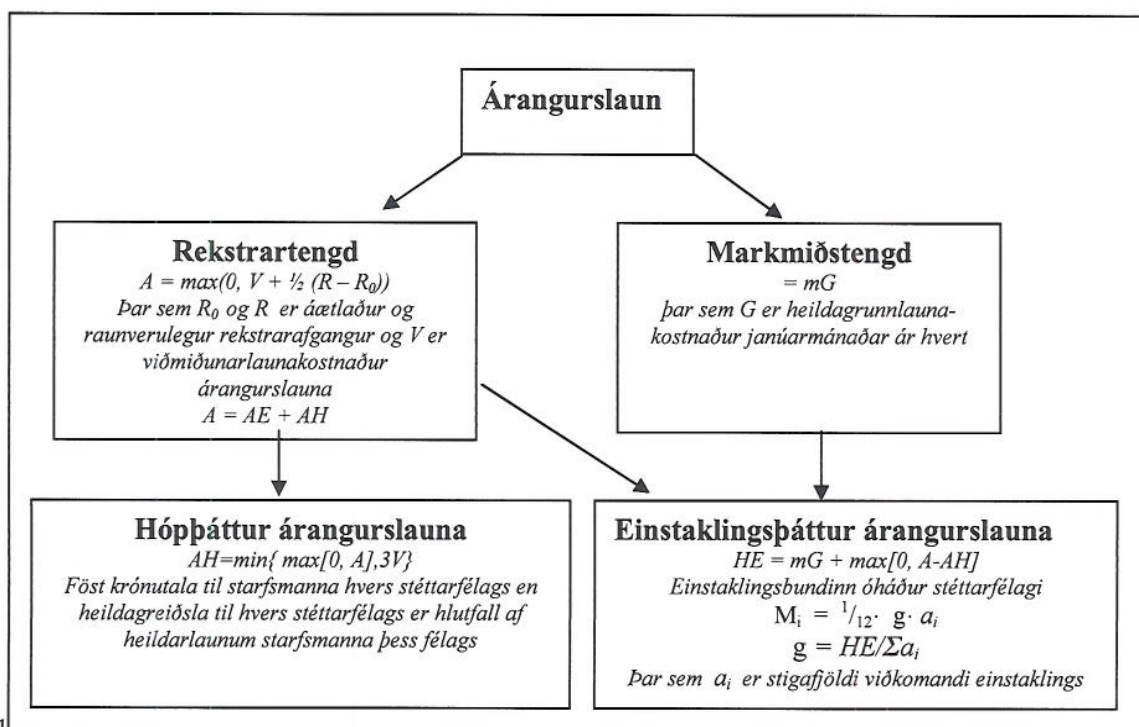 Árangurslaun
Rekstrartengd
A = max(0, V + ½ (R – R₀))
Þar sem R₀ og R er áætlaður og
raunverulegur rekstrarafgangur og V er
viðmiðunarlaunakostnaður
árangurslauna
A = AE + AH
Markmiðstengd
= mG
þar sem G er heildagrunnlauna-
kostnaður janúarmánaðar ár hvert
Hópþáttur árangurslauna
AH=min{ max[0, A],3V}
Föst krónutala til starfsmanna hvers stéttarfélags en
heildagreiðsla til hvers stéttarfélags er hlutfall af
heildarlaunum starfsmanna þess félags
Einstaklingsþáttur árangurslauna
HE = mG + max[0, A-AH]
Einstaklingsbundinn óháður stéttarfélagi
Mᵢ = ¹/₁₂· g· aᵢ
g = HE/Σaᵢ
Þar sem aᵢ er stigafjöldi viðkomandi einstaklings
1